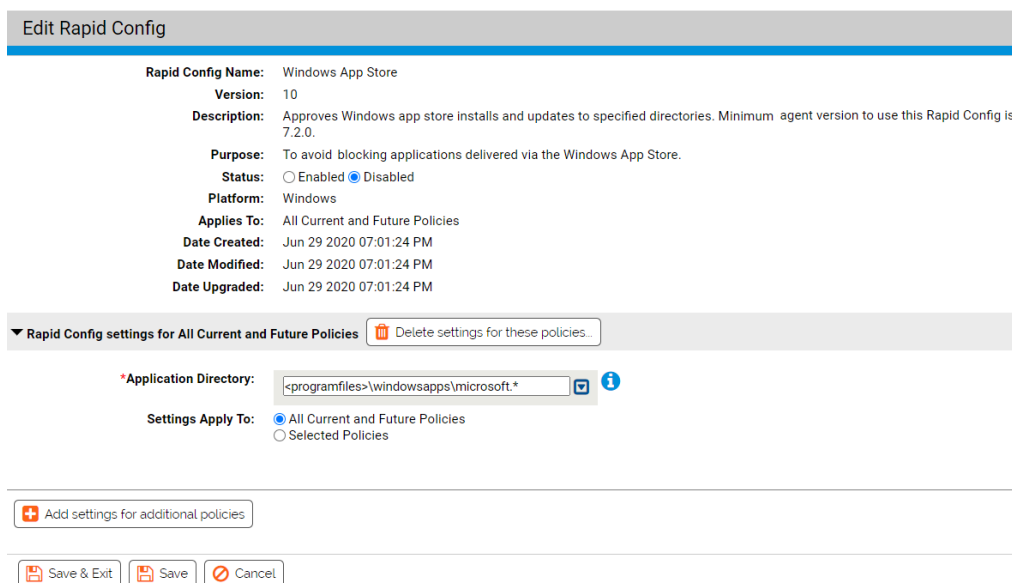 Edit Rapid Config
Rapid Config Name: Windows App Store
Version: 10
Description: Approves Windows app store installs and updates to specified directories. Minimum agent version to use this Rapid Config is
7.2.0.
Purpose: To avoid blocking applications delivered via the Windows App Store.
Status: Enabled Disabled
Platform: Windows
Applies To: All Current and Future Policies
Date Created: Jun 29 2020 07:01:24 PM
Date Modified: Jun 29 2020 07:01:24 PM
Date Upgraded: Jun 29 2020 07:01:24 PM
Rapid Config settings for All Current and Future Policies Delete settings for these policies...
*Application Directory: <programfiles>\windowsapps\microsoft.*
Settings Apply To: All Current and Future Policies
Selected Policies
Add settings for additional policies
Save & Exit Save Cancel